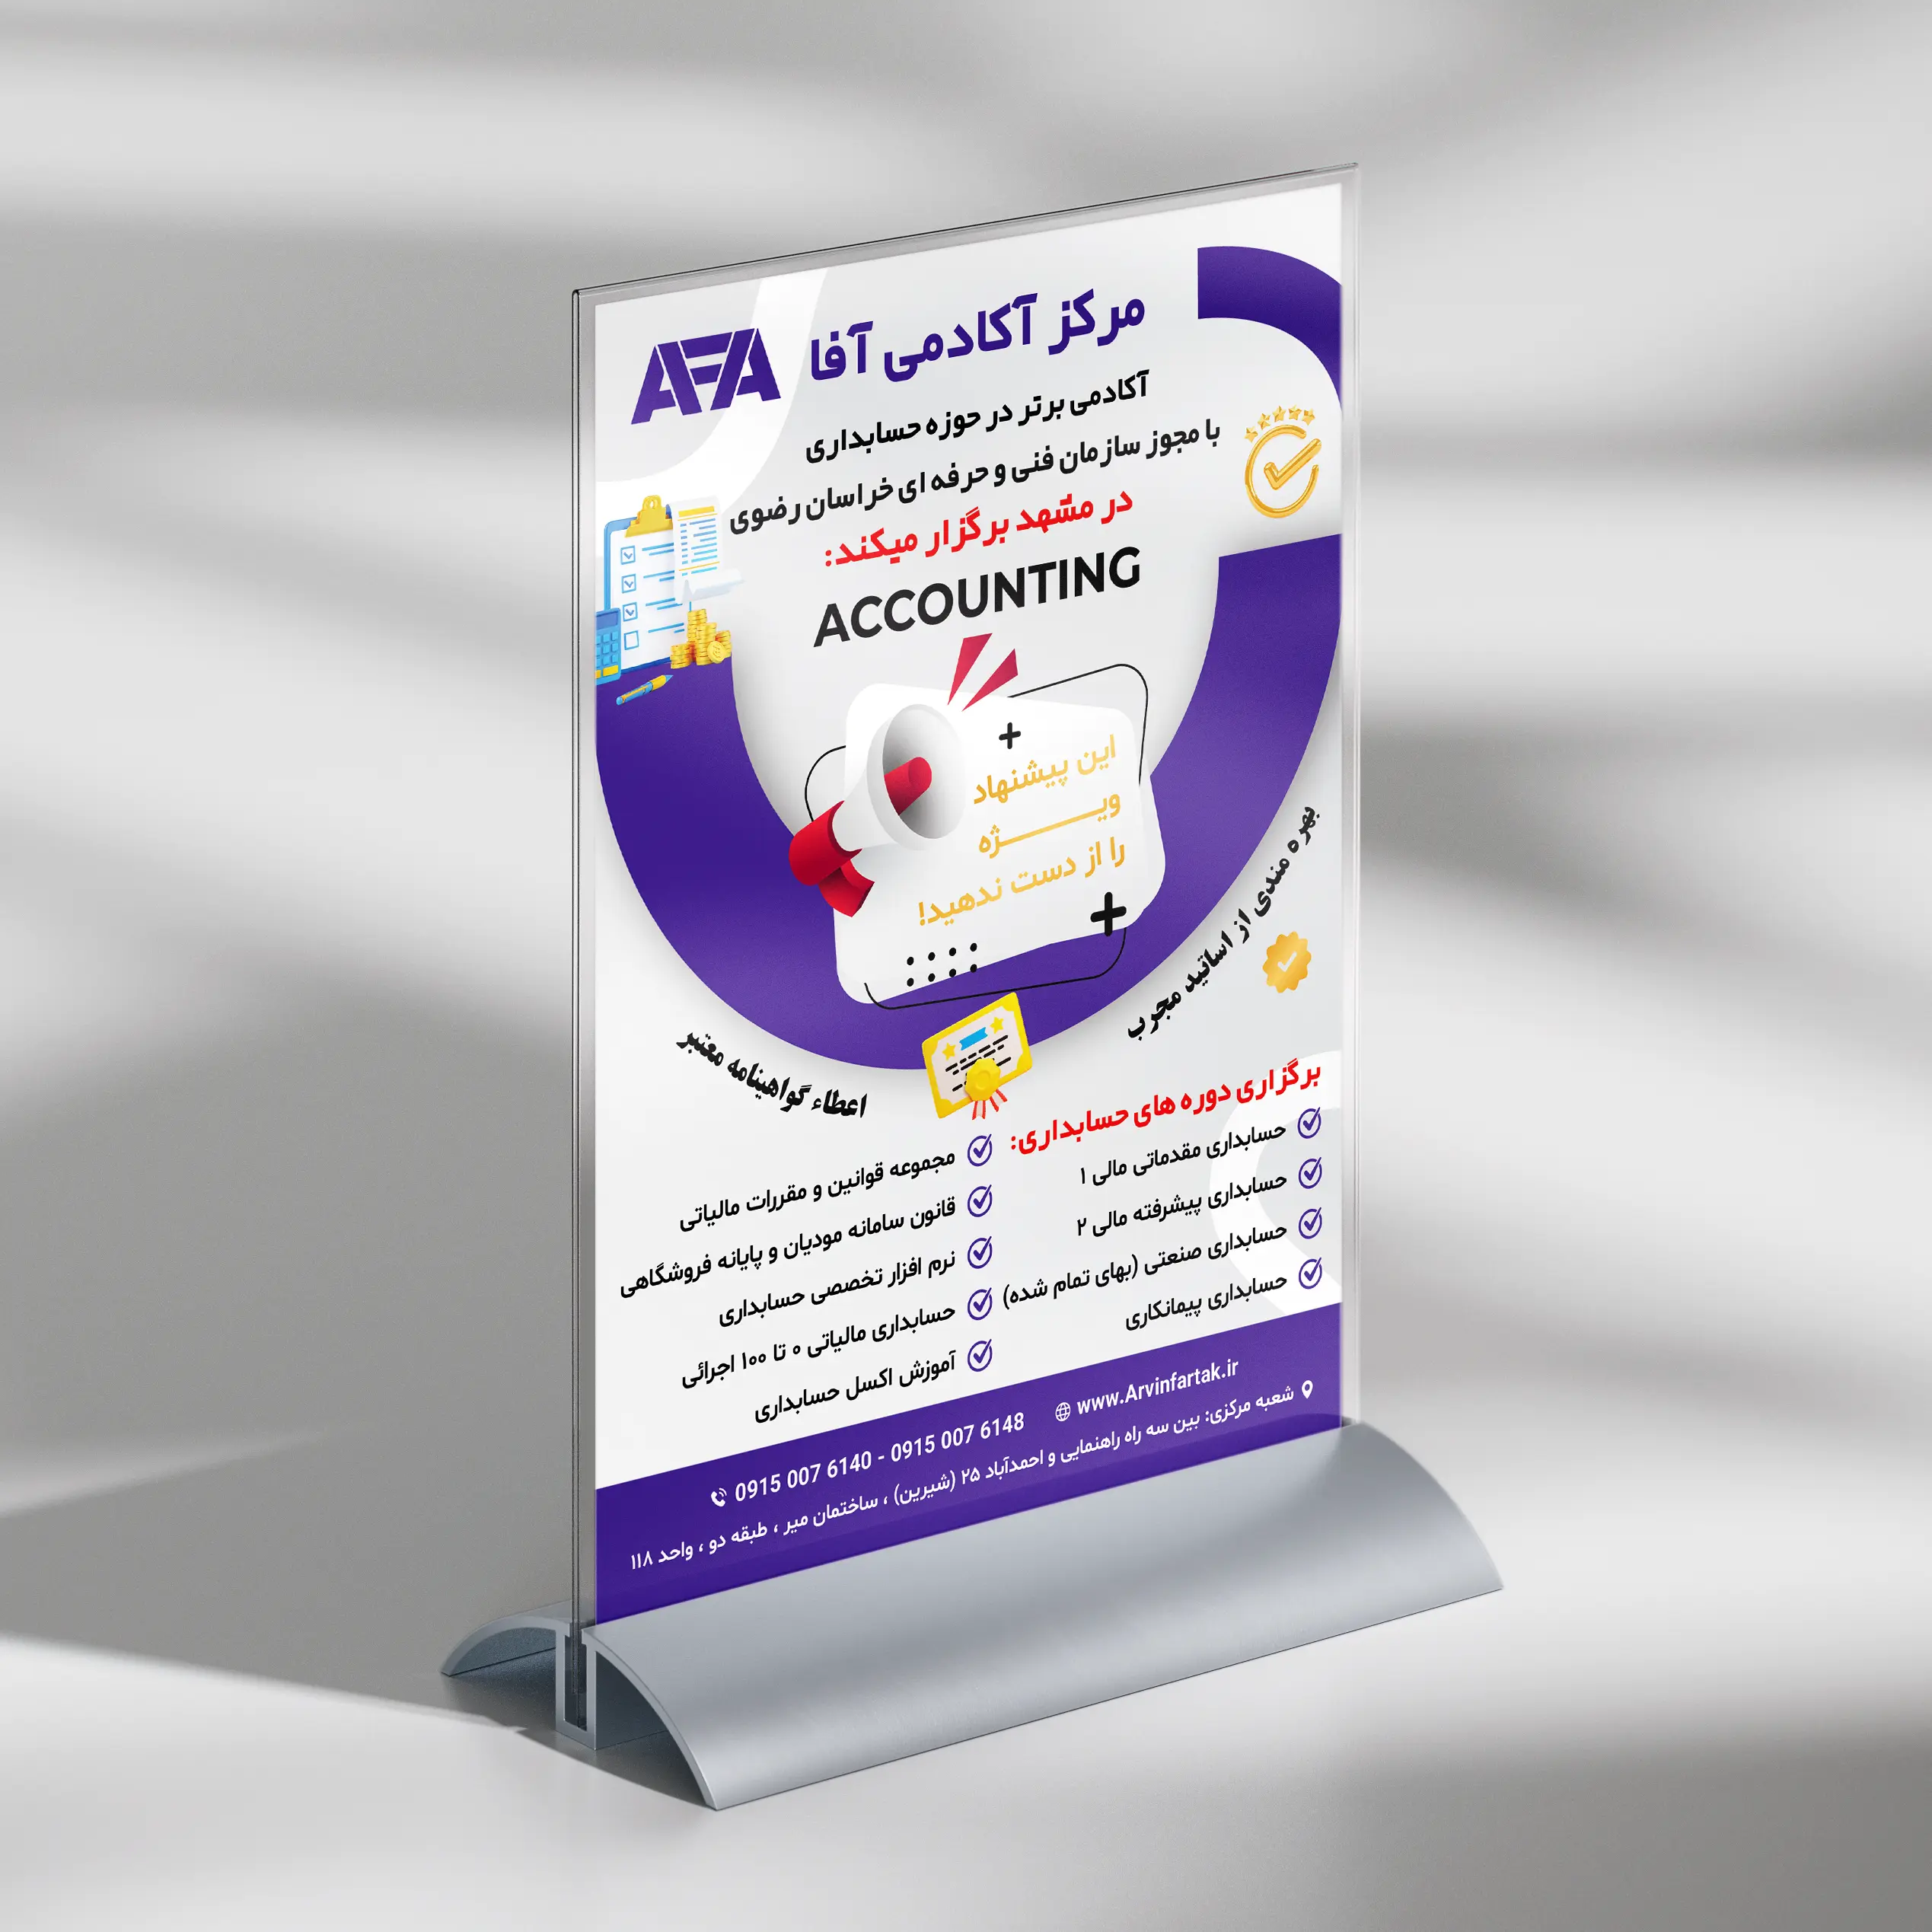 AFA
مرکز آکادمی آفا
آکادمی برتر در حوزه حسابداری
با مجوز سازمان فنی و حرفه ای خراسان رضوی
در مشهد برگزار میکند:
ACCOUNTING
این پیشنهاد
ویــــــــژه
را از دست ندهید!
بهره مندی از اساتید مجرب
اعطاء گواهینامه معتبر
برگزاری دوره های حسابداری:
حسابداری مقدماتی مالی ۱
حسابداری پیشرفته مالی ۲
حسابداری صنعتی (بهای تمام شده)
حسابداری پیمانکاری
مجموعه قوانین و مقررات مالیاتی
قانون سامانه مودیان و پایانه فروشگاهی
نرم افزار تخصصی حسابداری
حسابداری مالیاتی ۰ تا ۱۰۰ اجرائی
آموزش اکسل حسابداری
www.Arvinfartak.ir
0915 007 6140 - 0915 007 6148
شعبه مرکزی: بین سه راه راهنمایی و احمدآباد ۲۵ (شیرین) ، ساختمان میر ، طبقه دو ، واحد ۱۱۸